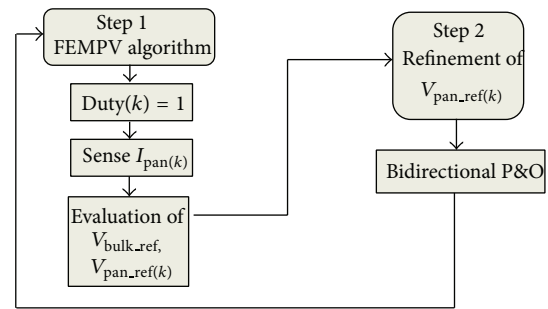 Step 1
FEMPV algorithm
Duty(k) = 1
Sense I_pan(k)
Evaluation of
V_bulk_ref,
V_pan_ref(k)
Step 2
Refinement of
V_pan_ref(k)
Bidirectional P&O